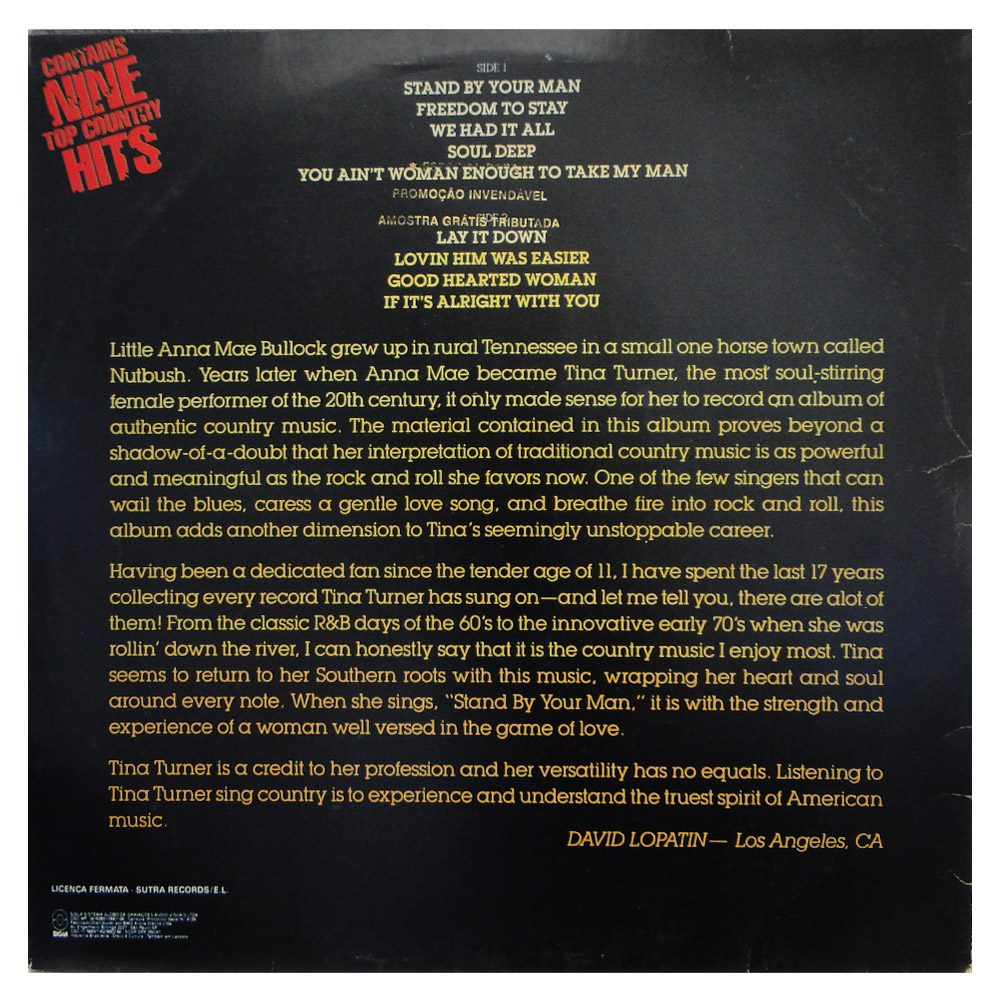 CONTAINS
NINE
TOP COUNTRY
HITS
SIDE 1
STAND BY YOUR MAN
FREEDOM TO STAY
WE HAD IT ALL
SOUL DEEP
YOU AIN'T WOMAN ENOUGH TO TAKE MY MAN
PROMOÇÃO INVENDÁVEL
AMOSTRA GRÁTIS TRIBUTADA
SIDE 2
LAY IT DOWN
LOVIN HIM WAS EASIER
GOOD HEARTED WOMAN
IF IT'S ALRIGHT WITH YOU
Little Anna Mae Bullock grew up in rural Tennessee in a small one horse town called
Nutbush. Years later when Anna Mae became Tina Turner, the most soul-stirring
female performer of the 20th century, it only made sense for her to record an album of
authentic country music. The material contained in this album proves beyond a
shadow-of-a-doubt that her interpretation of traditional country music is as powerful
and meaningful as the rock and roll she favors now. One of the few singers that can
wail the blues, caress a gentle love song, and breathe fire into rock and roll, this
album adds another dimension to Tina's seemingly unstoppable career.
Having been a dedicated fan since the tender age of 11, I have spent the last 17 years
collecting every record Tina Turner has sung on—and let me tell you, there are alot of
them! From the classic R&B days of the 60's to the innovative early 70's when she was
rollin' down the river, I can honestly say that it is the country music I enjoy most. Tina
seems to return to her Southern roots with this music, wrapping her heart and soul
around every note. When she sings, "Stand By Your Man," it is with the strength and
experience of a woman well versed in the game of love.
Tina Turner is a credit to her profession and her versatility has no equals. Listening to
Tina Turner sing country is to experience and understand the truest spirit of American
music.
DAVID LOPATIN— Los Angeles, CA
LICENÇA FERMATA - SUTRA RECORDS/E.L.